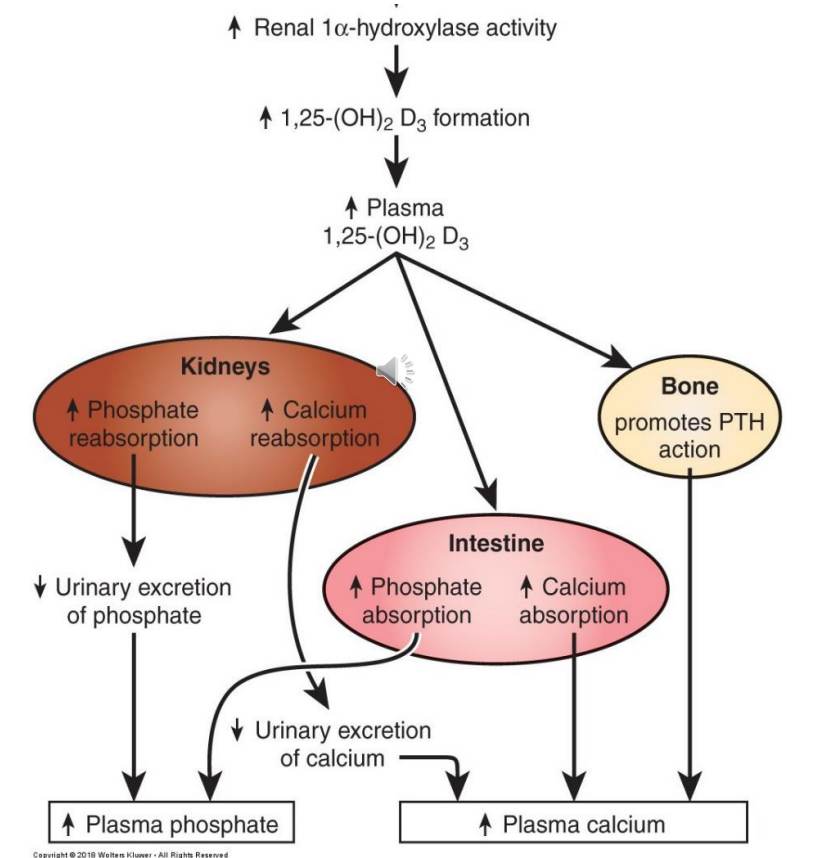 ↑ Renal 1α-hydroxylase activity
↑ 1,25-(OH)₂ D₃ formation
↑ Plasma
1,25-(OH)₂ D₃
Kidneys
↑ Phosphate
reabsorption
↑ Calcium
reabsorption
Bone
promotes PTH
action
Intestine
↑ Phosphate
absorption
↑ Calcium
absorption
↓ Urinary excretion
of phosphate
↓ Urinary excretion
of calcium
↑ Plasma phosphate
↑ Plasma calcium
Copyright © 2018 Wolters Kluwer - All Rights Reserved